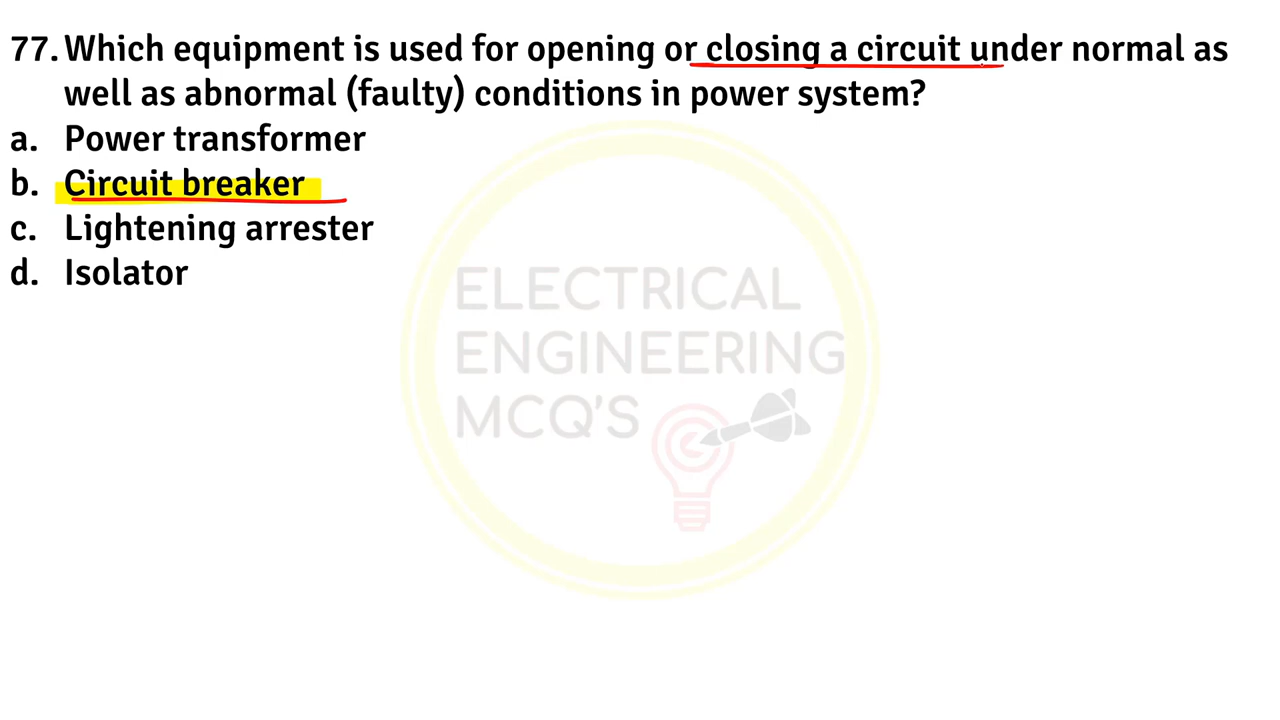 77. Which equipment is used for opening or closing a circuit under normal as
well as abnormal (faulty) conditions in power system?
a. Power transformer
b. Circuit breaker
c. Lightening arrester
d. Isolator
ELECTRICAL
ENGINEERING
MCQ'S